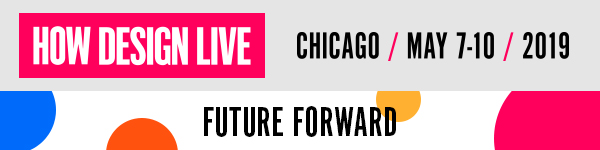 HOW DESIGN LIVE
CHICAGO / MAY 7-10 / 2019
FUTURE FORWARD